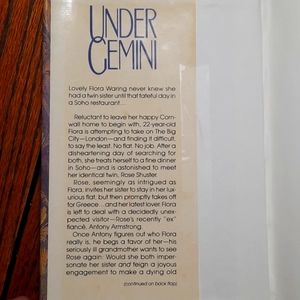 UNDER
GEMINI
Lovely Flora Waring never knew she
had a twin sister until that fateful day in
a Soho restaurant...
Reluctant to leave her happy Corn-
wall home to begin with, 22-year-old
Flora is attempting to take on The Big
City—London—and finding it difficult,
to say the least. No flat. No job. After a
disheartening day of searching for
both, she treats herself to a fine dinner
in Soho—and is astonished to meet
her identical twin, Rose Shuster.
Rose, seemingly as intrigued as
Flora, invites her sister to stay in her lux-
urious flat, but then promptly takes off
for Greece...and her latest lover. Flora
is left to deal with a decidedly unex-
pected visitor—Rose's recently "ex"
fiancé, Antony Armstrong.
Once Antony figures out who Flora
really is, he begs a favor of her—his
seriously ill grandmother wants to see
Rose again. Would she both imper-
sonate her sister and feign a joyous
engagement to make a dying old
(continued on back flap)